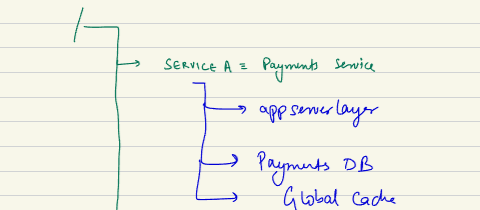 /
SERVICE A = Payments Service
app server layer
Payments DB
Global Cache